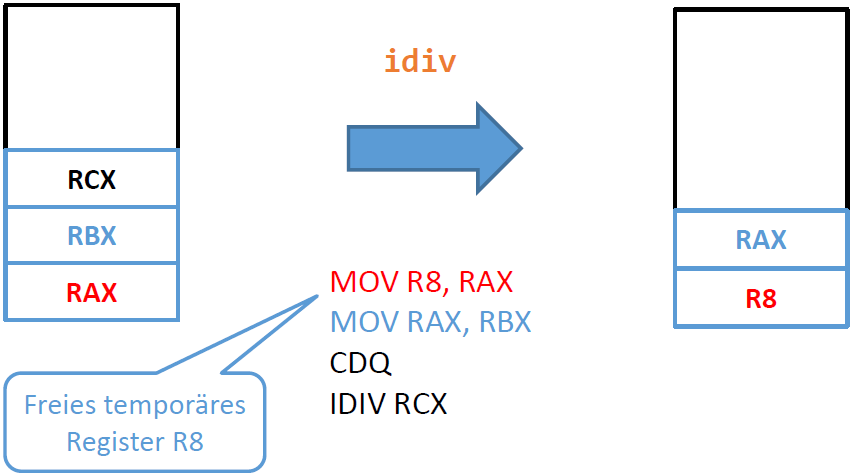 idiv
RCX
RBX
RAX
RAX
R8
MOV R8, RAX
MOV RAX, RBX
CDQ
IDIV RCX
Freies temporäres
Register R8